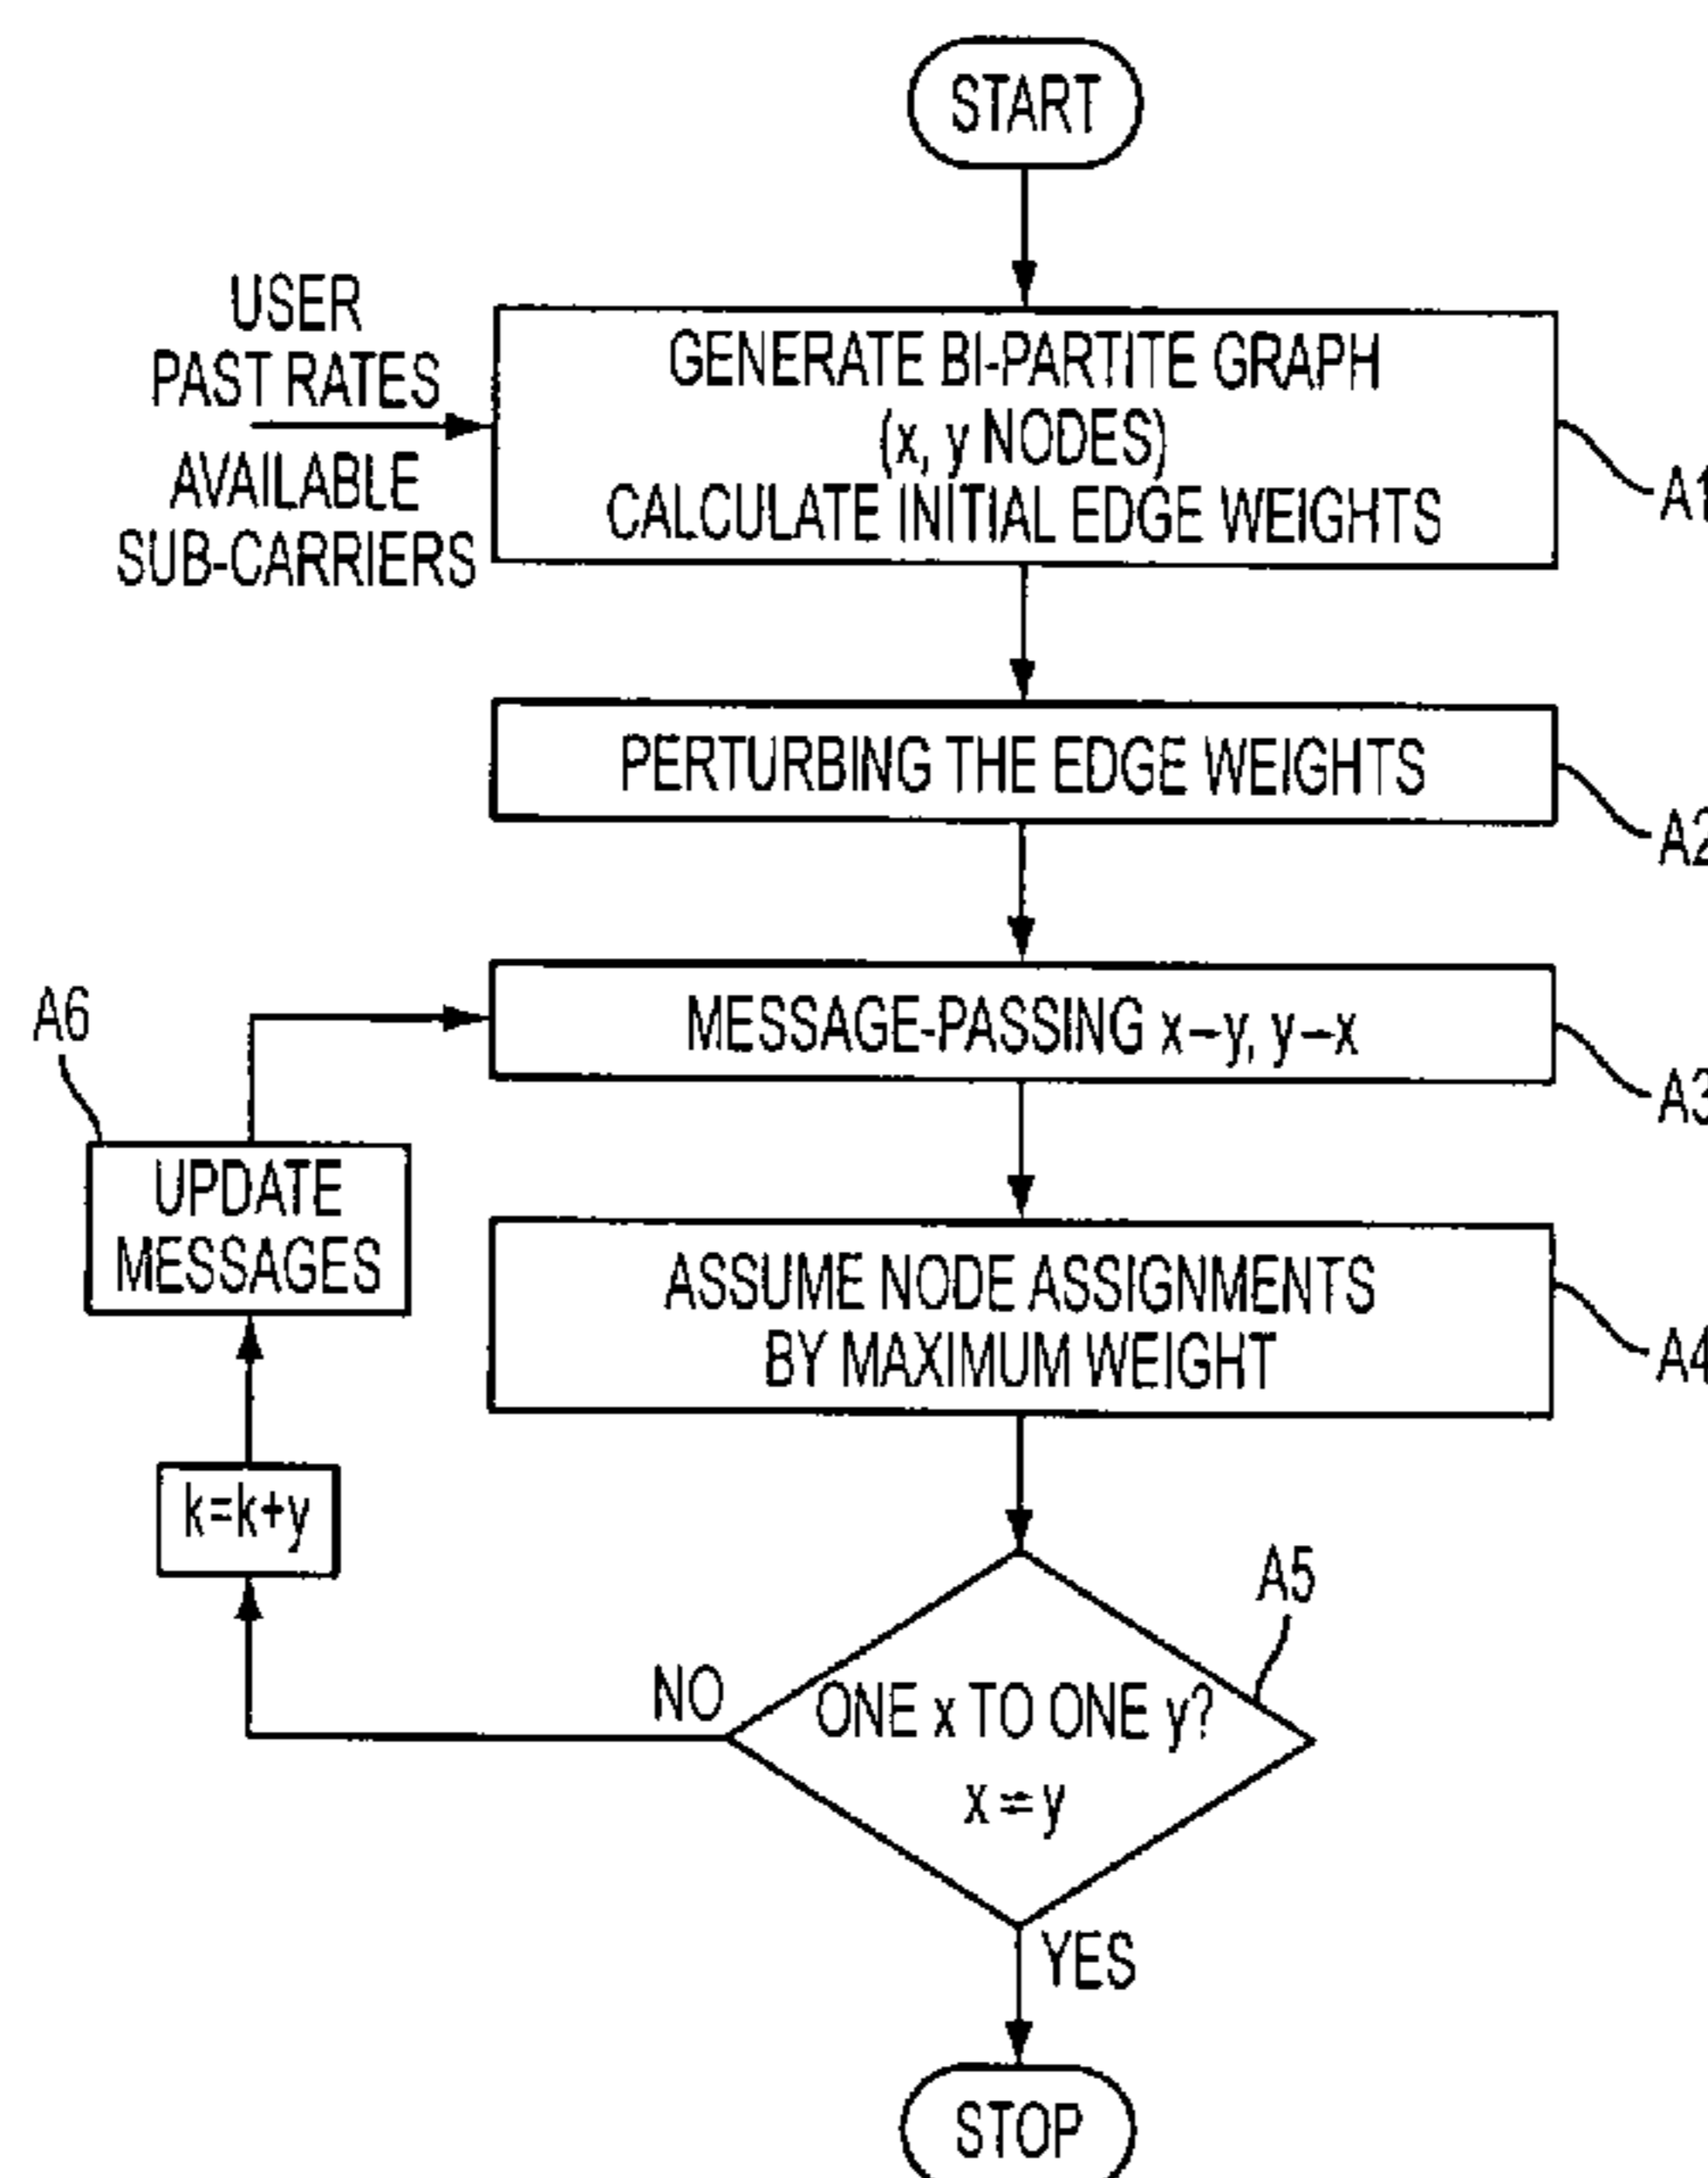 START
USER
PAST RATES
AVAILABLE
SUB-CARRIERS
GENERATE BI-PARTITE GRAPH
(x, y NODES)
CALCULATE INITIAL EDGE WEIGHTS
A1
PERTURBING THE EDGE WEIGHTS
A2
MESSAGE-PASSING x→y, y→x
A3
A6
UPDATE
MESSAGES
ASSUME NODE ASSIGNMENTS
BY MAXIMUM WEIGHT
A4
k=k+y
A5
NO
ONE x TO ONE y?
x ⇌ y
YES
STOP